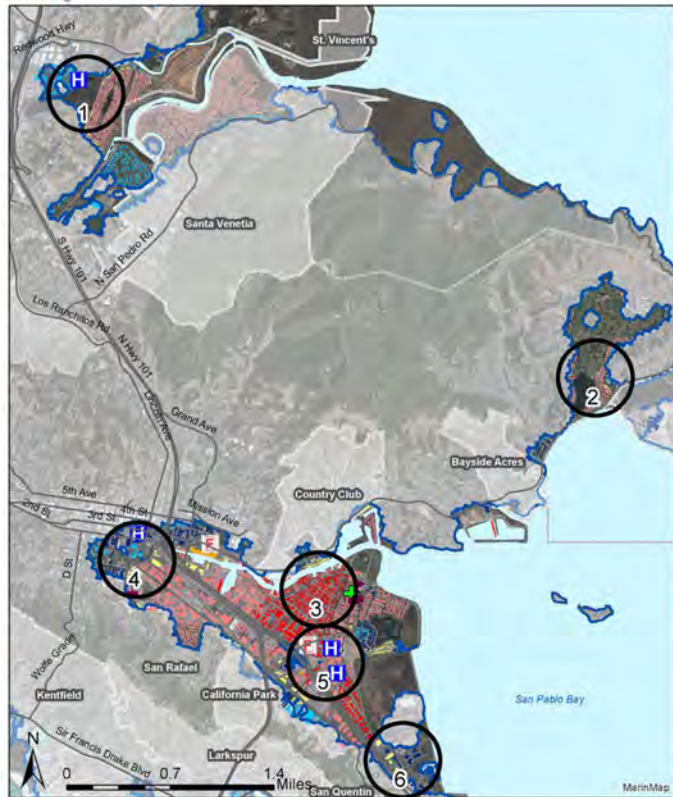 Redwood Hwy
St. Vincent's
H
1
Santa Venetia
N San Pedro Rd
S Hwy 101
Los Ranchitos Rd
N Hwy 101
Lincoln Ave
Grand Ave
2
Bayside Acres
5th Ave
4th St
Mission Ave
Country Club
2nd St
3rd St
H
F
4
D St
3
H
5
H
Wolfe Grade
San Rafael
Kentfield
California Park
San Pablo Bay
N
Sir Francis Drake Blvd
Larkspur
6
0 0.7 1.4
Miles
San Quentin
MarinMap